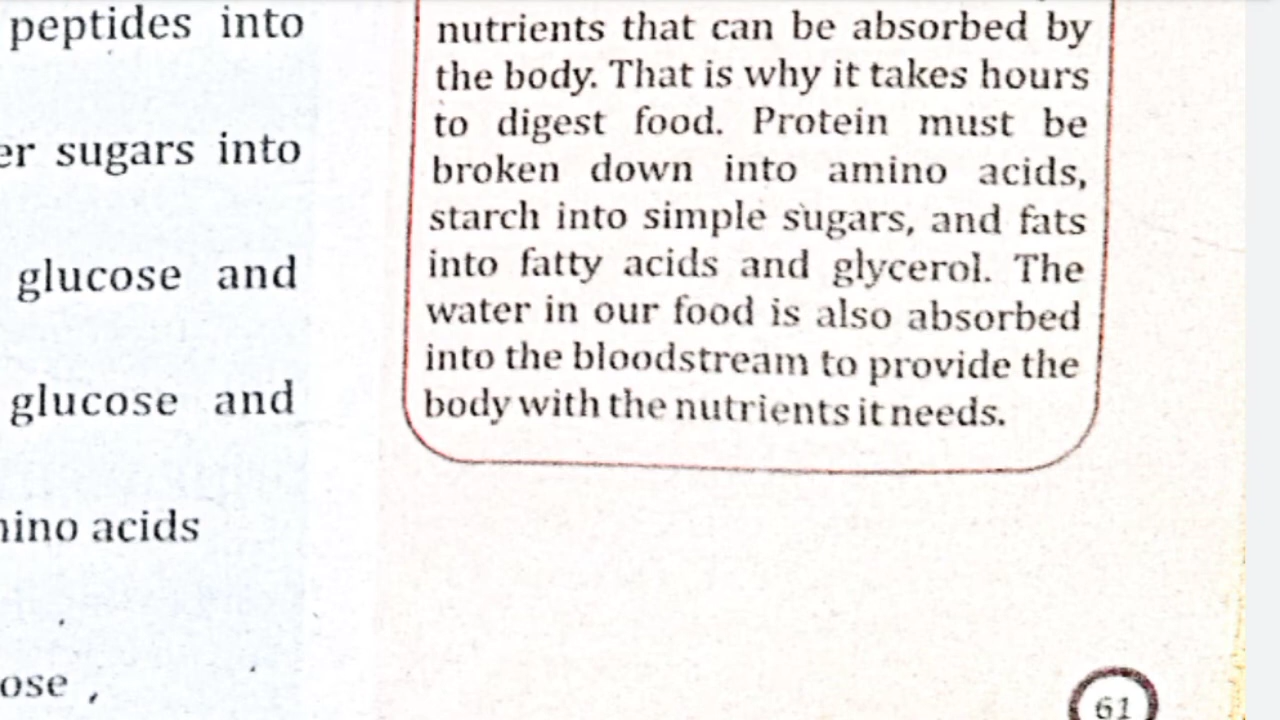 peptides into
sugars into
glucose and
glucose and
acids
nutrients that can be absorbed by
the body. That is why it takes hours
to digest food. Protein must be
broken down into amino acids,
starch into simple sugars, and fats
into fatty acids and glycerol. The
water in our food is also absorbed
into the bloodstream to provide the
body with the nutrients it needs.
61